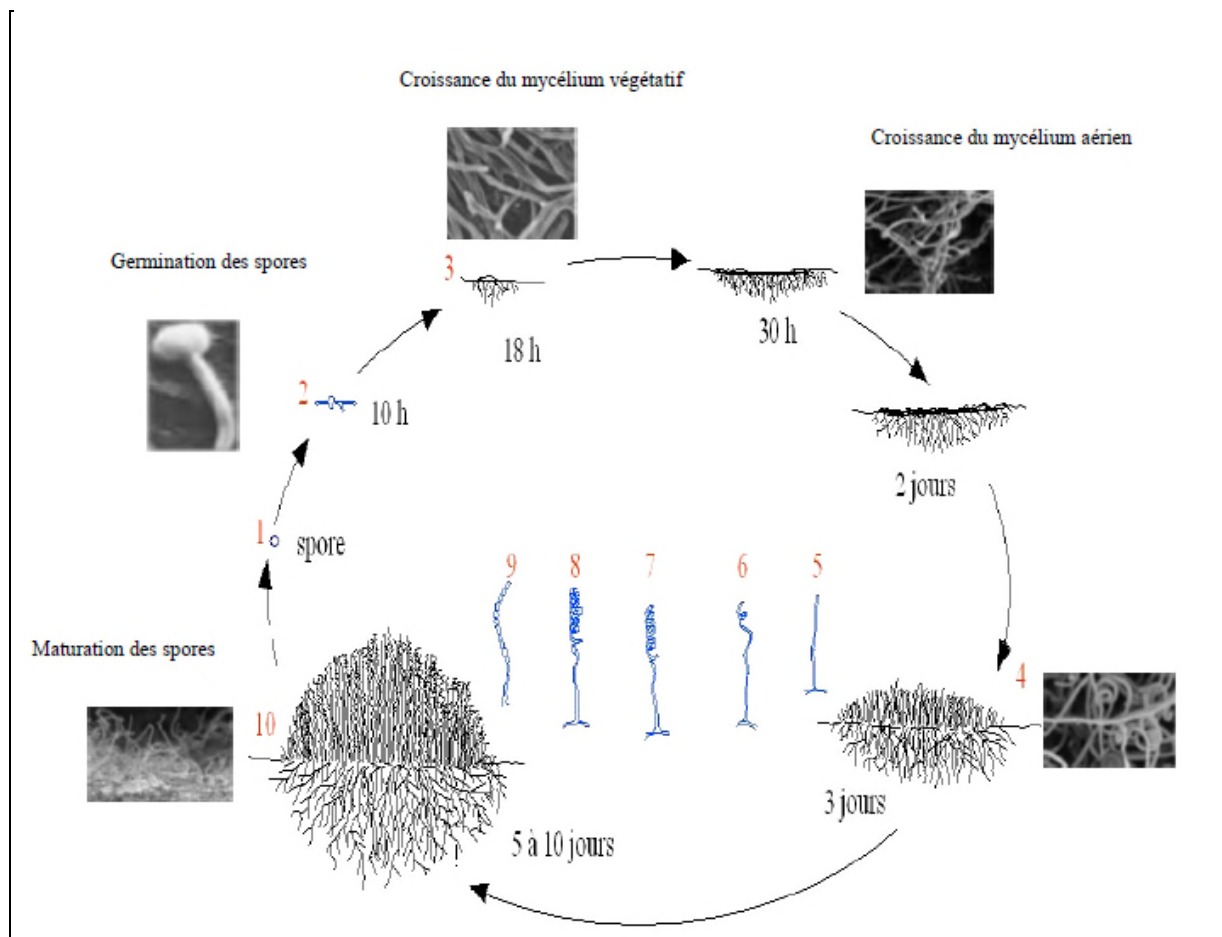 Croissance du mycélium végétatif
Croissance du mycélium aérien
Germination des spores
3
18 h
30 h
2
10 h
2 jours
1
spore
9
8
7
6
5
Maturation des spores
10
4
3 jours
5 à 10 jours